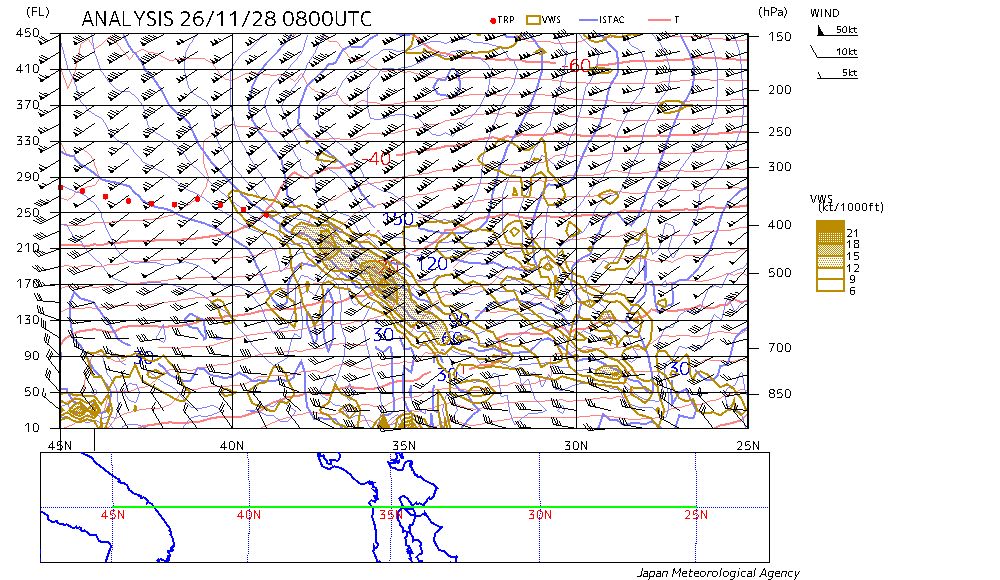 (FL) ANALYSIS 26/11/28 0800UTC TRP VWS ISTAC T (hPa) WIND
450 150 50kt
410 -60 10kt
5kt
370 200
330 250
-40
290 300
VWS
(kt/1000ft)
250 150 400
21
210 18
120 500 15
170 12
9
130 30 90 6
60
90 30 700
30 30
50 850
10
45N 40N 35N 30N 25N
45N 40N 35N 30N 25N
Japan Meteorological Agency